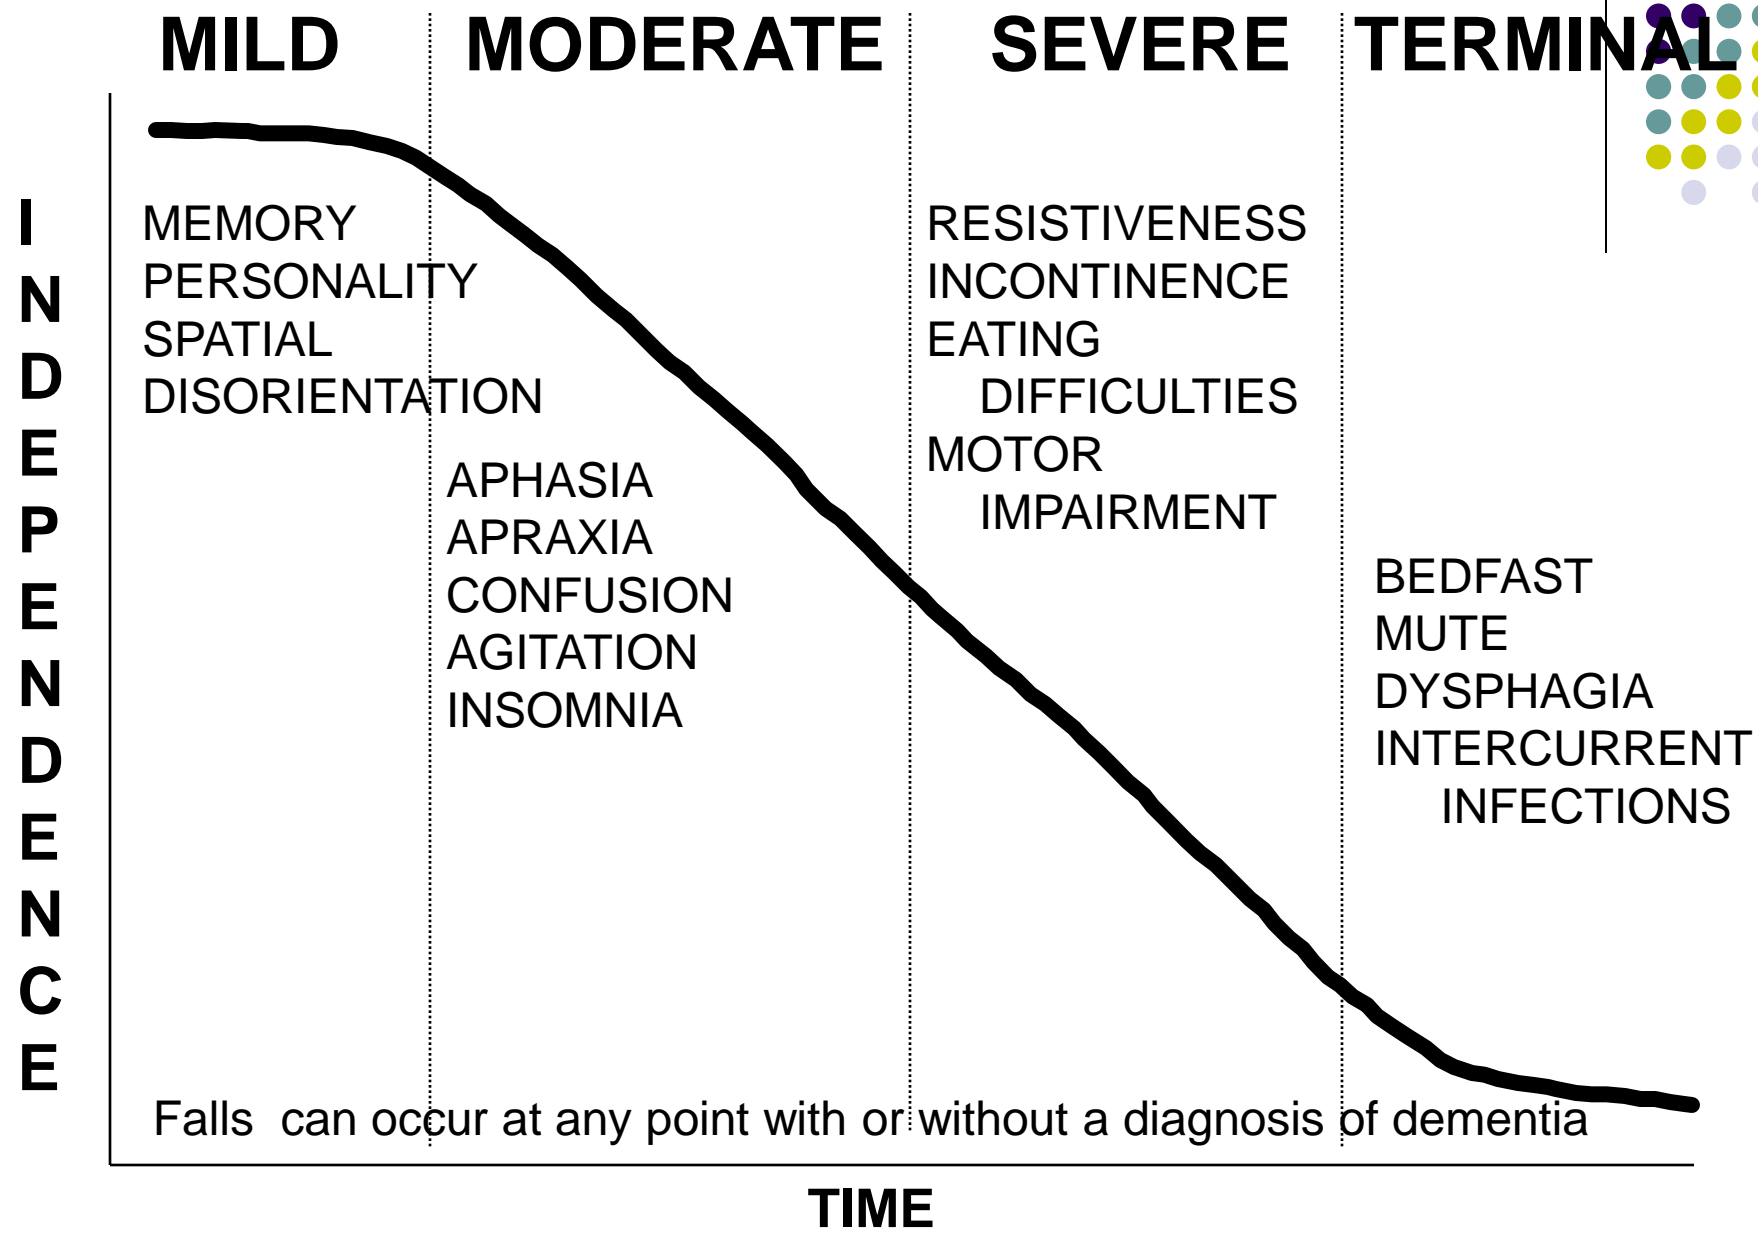 MILD MODERATE SEVERE TERMINAL
INDEPENDENCE
MEMORY
PERSONALITY
SPATIAL
DISORIENTATION
APHASIA
APRAXIA
CONFUSION
AGITATION
INSOMNIA
RESISTIVENESS
INCONTINENCE
EATING
DIFFICULTIES
MOTOR
IMPAIRMENT
BEDFAST
MUTE
DYSPHAGIA
INTERCURRENT
INFECTIONS
Falls can occur at any point with or without a diagnosis of dementia
TIME